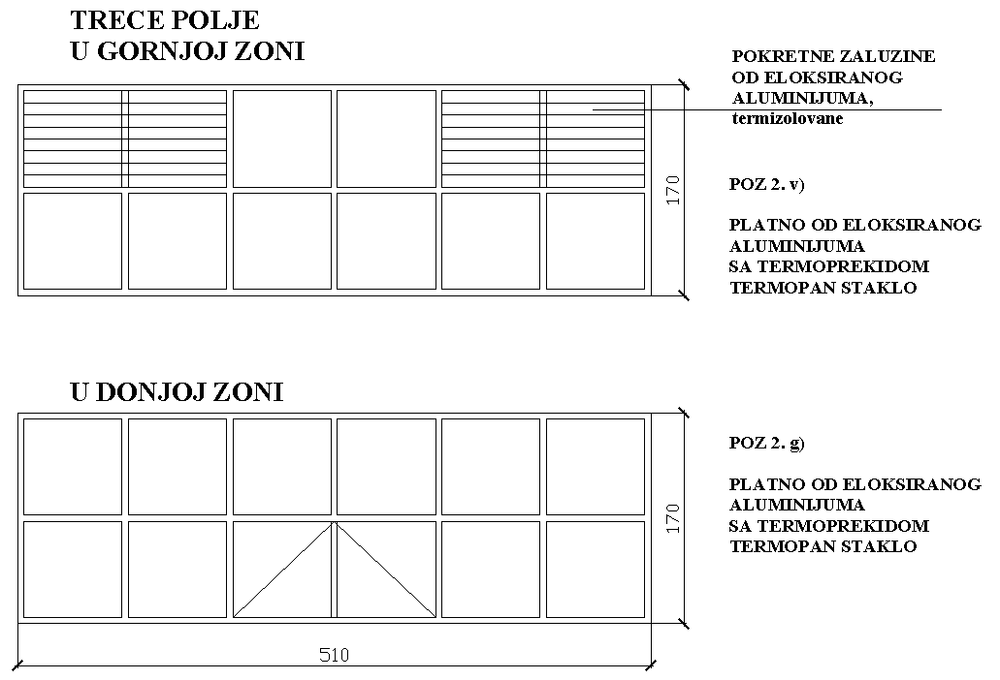 TRECE POLJE
U GORNJOJ ZONI
POKRETNE ZALUZINE
OD ELOKSIRANOG
ALUMINIJUMA,
termizolovane
170
POZ 2. v)
PLATNO OD ELOKSIRANOG
ALUMINIJUMA
SA TERMOPREKIDOM
TERMOPAN STAKLO
U DONJOJ ZONI
170
POZ 2. g)
PLATNO OD ELOKSIRANOG
ALUMINIJUMA
SA TERMOPREKIDOM
TERMOPAN STAKLO
510